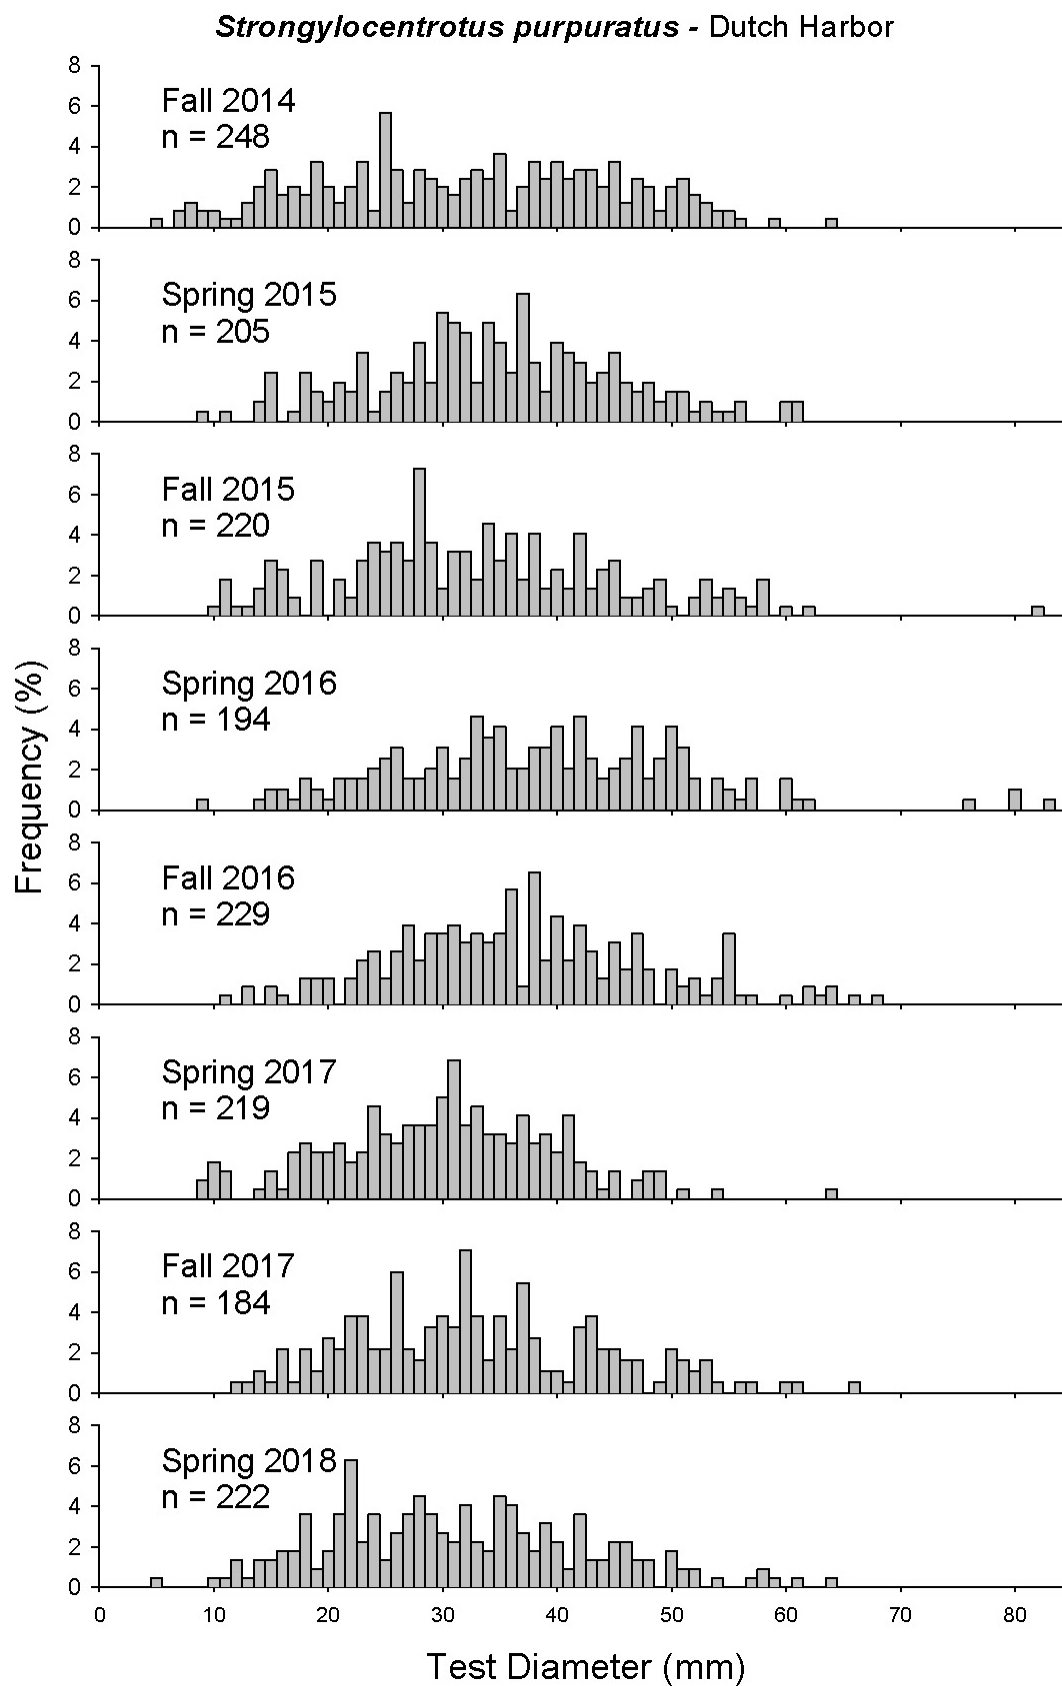 Strongylocentrotus purpuratus - Dutch Harbor
8
6
4
2
0
Fall 2014
n = 248
8
6
4
2
0
Spring 2015
n = 205
8
6
4
2
0
Fall 2015
n = 220
8
6
4
2
0
Spring 2016
n = 194
Frequency (%)
8
6
4
2
0
Fall 2016
n = 229
8
6
4
2
0
Spring 2017
n = 219
8
6
4
2
0
Fall 2017
n = 184
8
6
4
2
0
Spring 2018
n = 222
0 10 20 30 40 50 60 70 80
Test Diameter (mm)